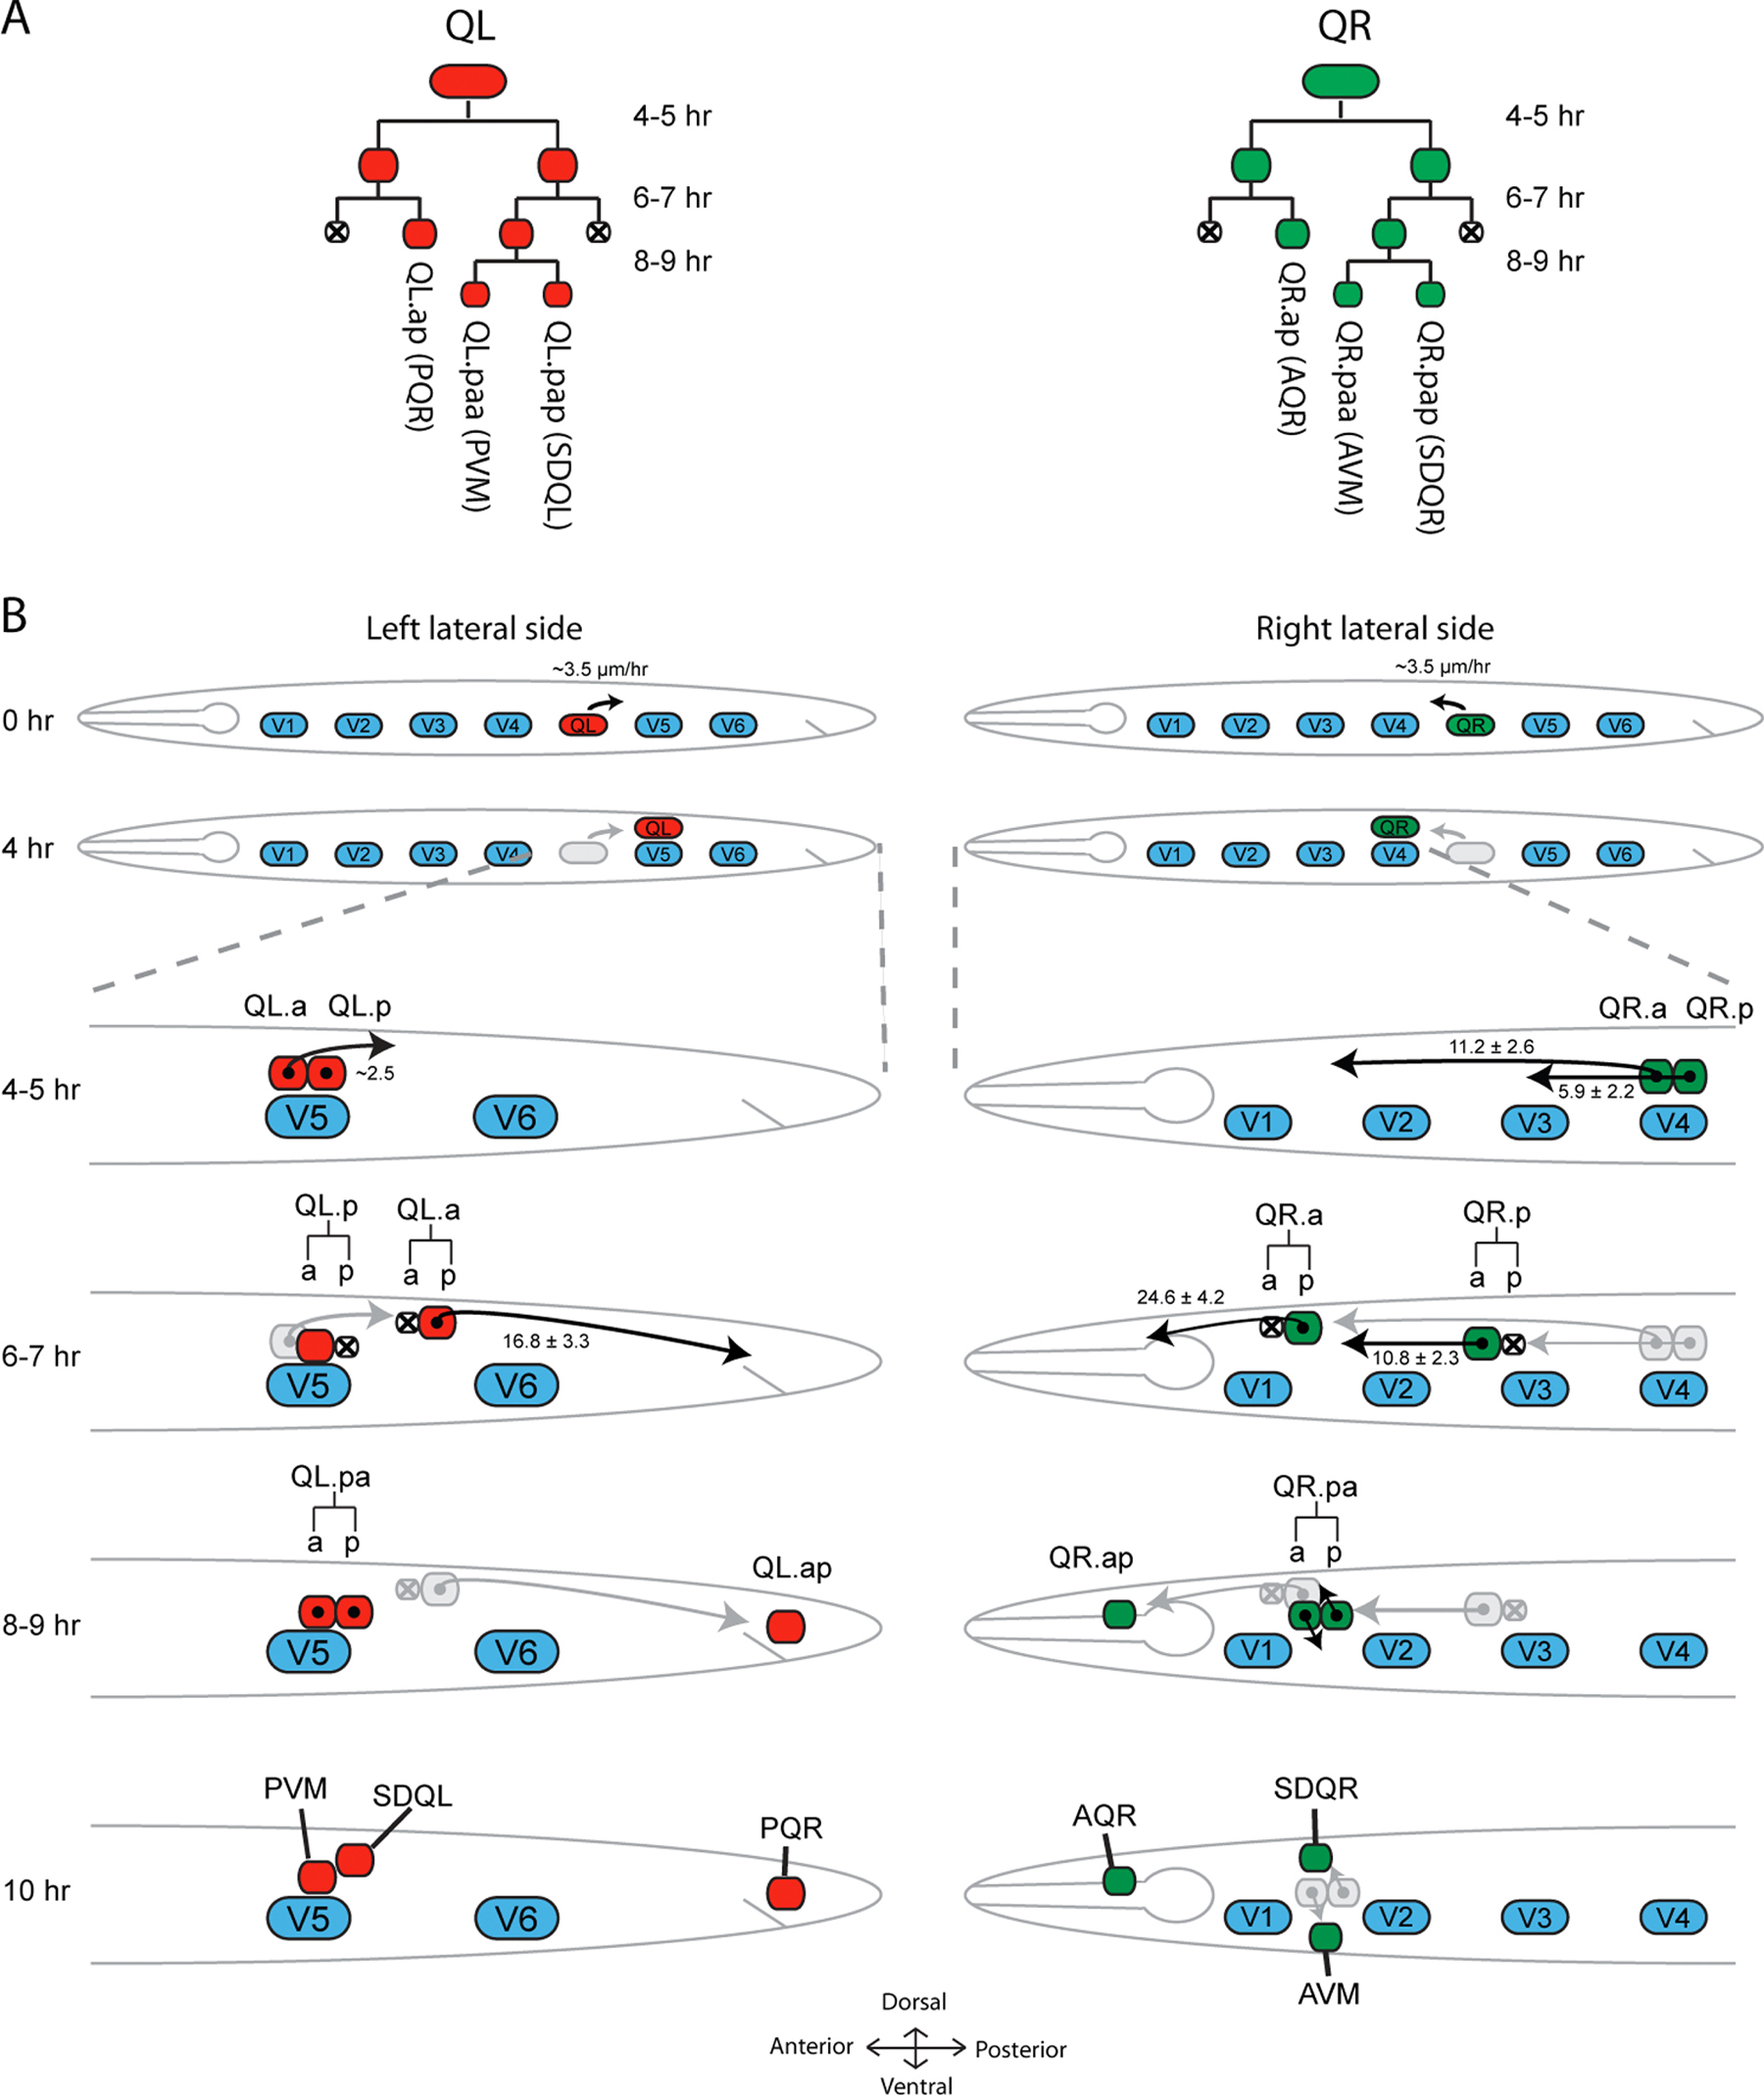 A
QL
QR
4-5 hr
4-5 hr
6-7 hr
6-7 hr
8-9 hr
8-9 hr
QL.ap (PQR)
QL.paa (PVM)
QL.pap (SDQL)
QR.ap (AQR)
QR.paa (AVM)
QR.pap (SDQR)
B
Left lateral side
Right lateral side
~3.5 μm/hr
~3.5 μm/hr
0 hr
V1 V2 V3 V4 QL V5 V6
V1 V2 V3 V4 QR V5 V6
QL
QR
4 hr
V1 V2 V3 V4 V5 V6
V1 V2 V3 V4 V5 V6
QL.a QL.p
QR.a QR.p
4-5 hr
~2.5
11.2 ± 2.6
5.9 ± 2.2
V5 V6
V1 V2 V3 V4
QL.p QL.a
a p a p
QR.a QR.p
a p a p
6-7 hr
16.8 ± 3.3
24.6 ± 4.2
10.8 ± 2.3
V5 V6
V1 V2 V3 V4
QL.pa
a p
QL.ap
QR.pa
a p
QR.ap
8-9 hr
V5 V6
V1 V2 V3 V4
PVM SDQL
PQR
AQR
SDQR
10 hr
V5 V6
V1 V2 V3 V4
AVM
Dorsal
Anterior Posterior
Ventral